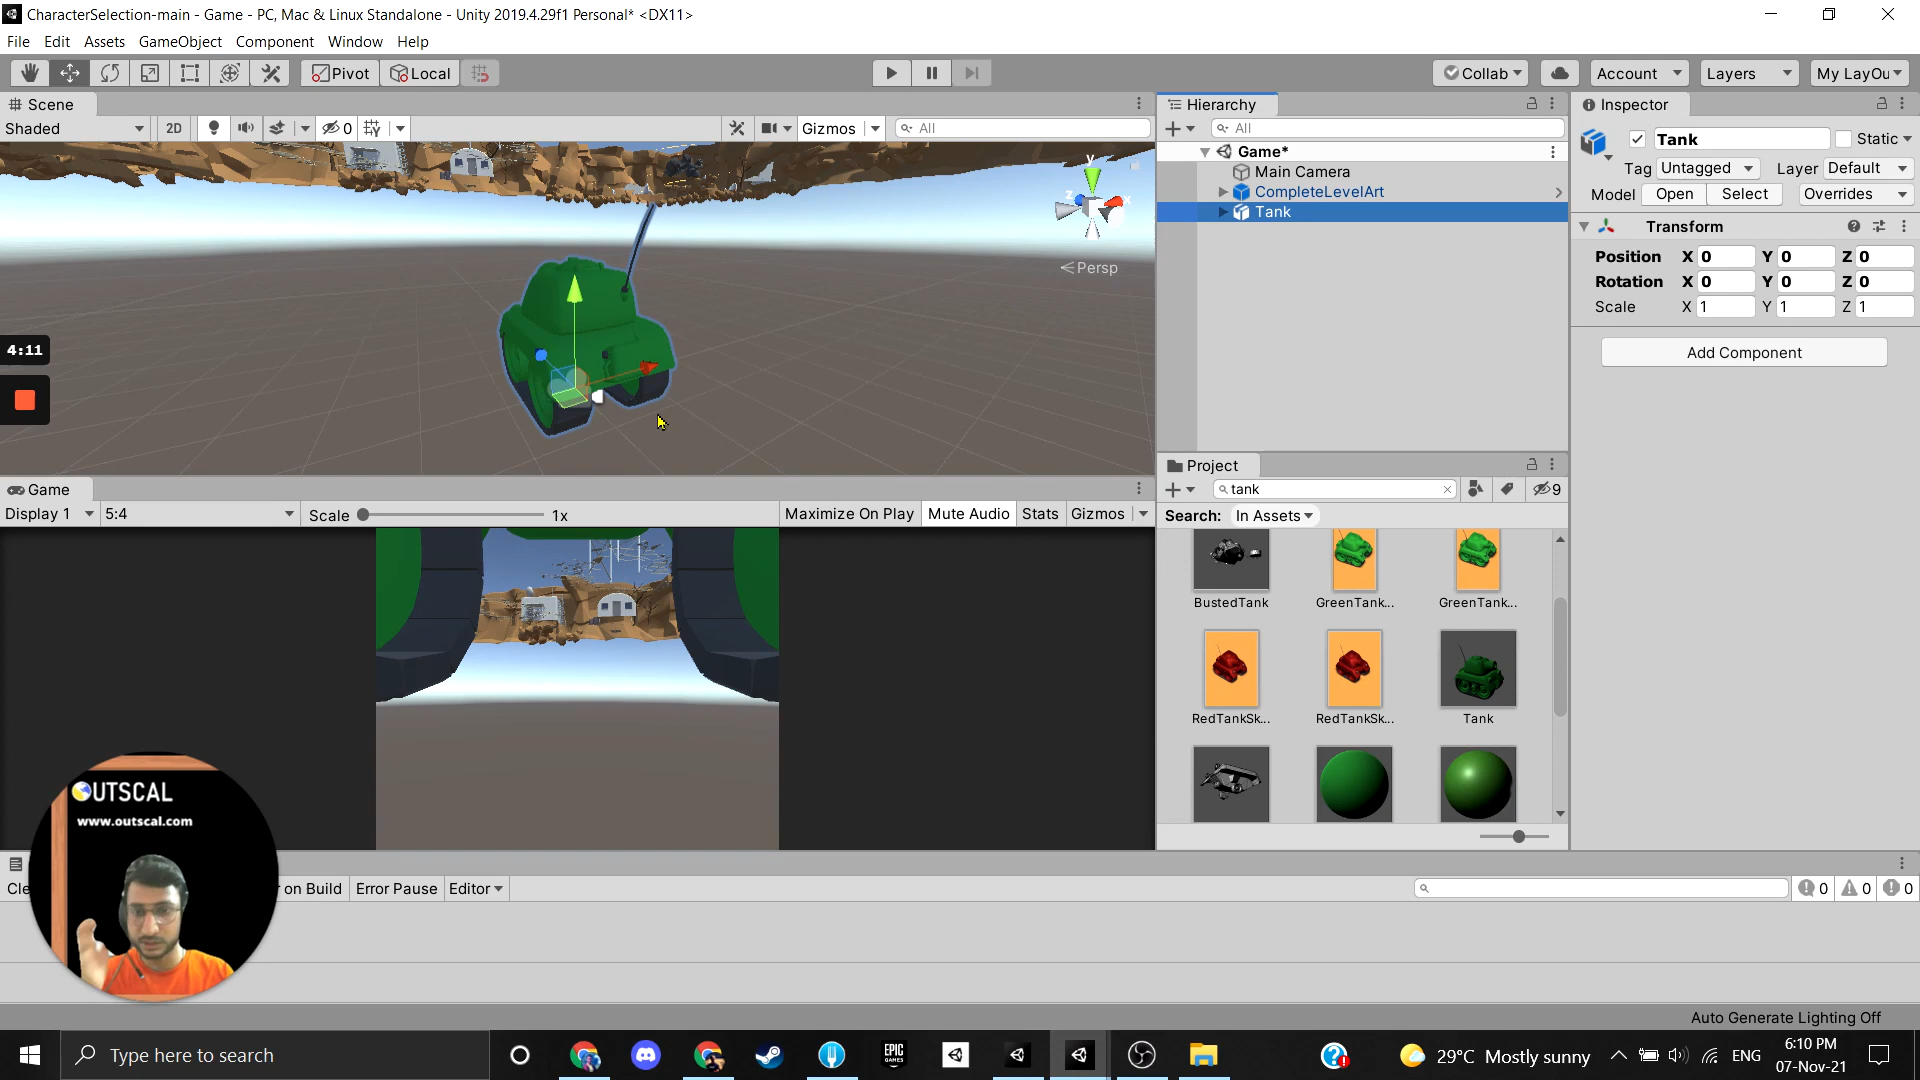 CharacterSelection-main - Game - PC, Mac & Linux Standalone - Unity 2019.4.29f1 Personal* <DX11>
File Edit Assets GameObject Component Window Help
Pivot Local Collab Account Layers My LayOu
Scene
Shaded 2D 0 Gizmos All
y
x
z
Persp
4:11
Game
Display 1 5:4 Scale 1x Maximize On Play Mute Audio Stats Gizmos
Hierarchy
All
Game*
Main Camera
CompleteLevelArt
Tank
Project
tank 9
Search: In Assets
BustedTank GreenTank... GreenTank...
RedTankSk... RedTankSk... Tank
Inspector
Tank Static
Tag Untagged Layer Default
Model Open Select Overrides
Transform
Position X 0 Y 0 Z 0
Rotation X 0 Y 0 Z 0
Scale X 1 Y 1 Z 1
Add Component
OUTSCAL
www.outscal.com
Cle on Build Error Pause Editor 0 0 0
Auto Generate Lighting Off
Type here to search
EPIC GAMES
29°C Mostly sunny
ENG
6:10 PM
07-Nov-21